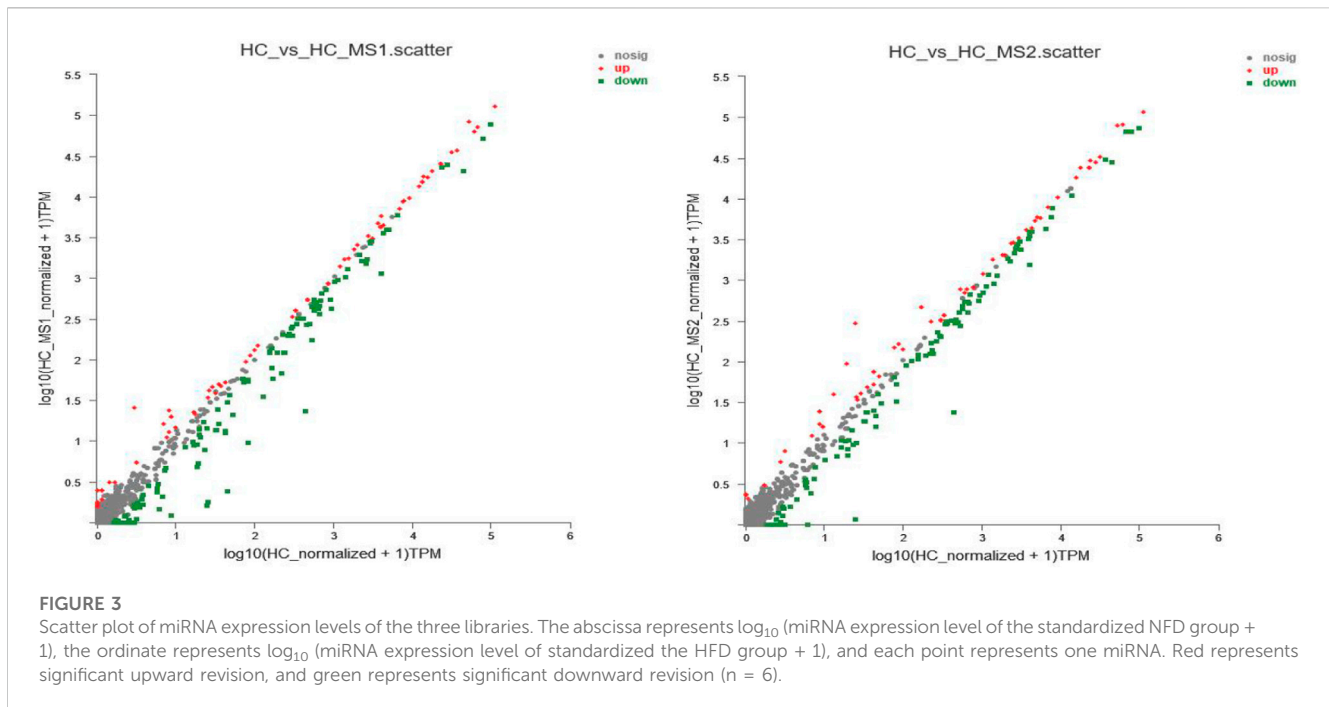 HC_vs_HC_MS1.scatter
nosig
up
down
5.5
5
4.5
4
3.5
3
2.5
2
1.5
1
0.5
0
1
2
3
4
5
6
log10(HC_MS1_normalized + 1)TPM
log10(HC_normalized + 1)TPM
HC_vs_HC_MS2.scatter
nosig
up
down
5.5
5
4.5
4
3.5
3
2.5
2
1.5
1
0.5
0
1
2
3
4
5
6
log10(HC_MS2_normalized + 1)TPM
log10(HC_normalized + 1)TPM
FIGURE 3
Scatter plot of miRNA expression levels of the three libraries. The abscissa represents log10 (miRNA expression level of the standardized NFD group +
1), the ordinate represents log10 (miRNA expression level of standardized the HFD group + 1), and each point represents one miRNA. Red represents
significant upward revision, and green represents significant downward revision (n = 6).